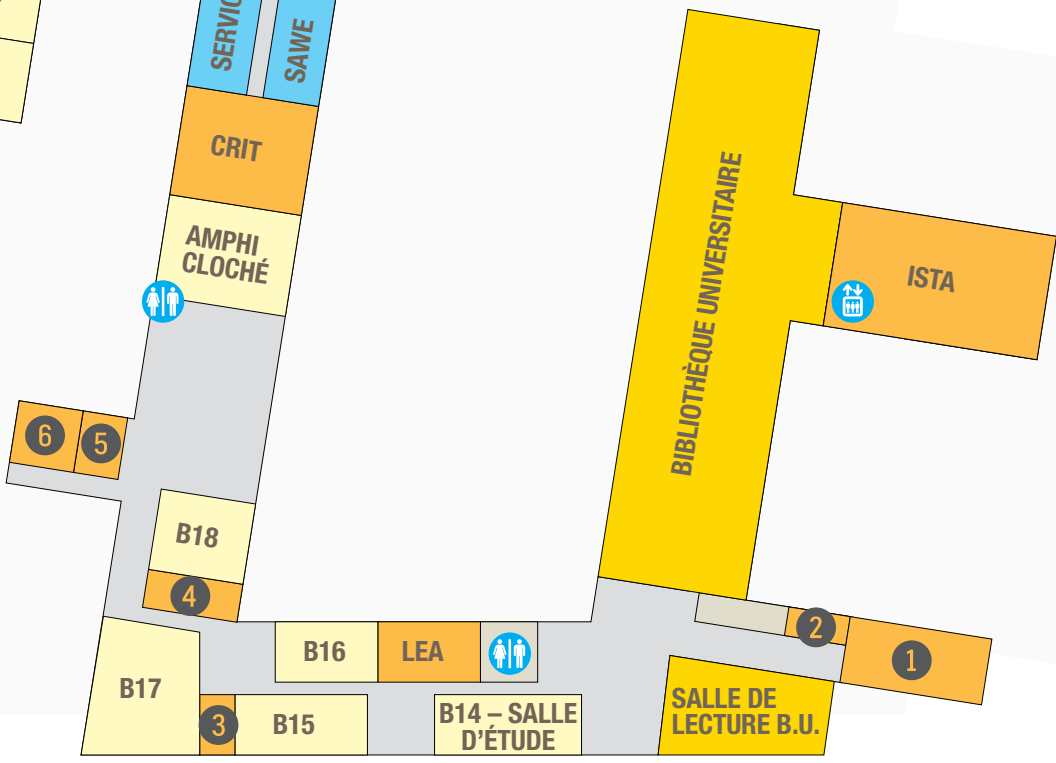 SAWE
CRIT
AMPHI
CLOCHÉ
BIBLIOTHÈQUE UNIVERSITAIRE
ISTA
6
5
B18
4
2
1
B16
LEA
B17
3
B15
B14 – SALLE
D'ÉTUDE
SALLE DE
LECTURE B.U.